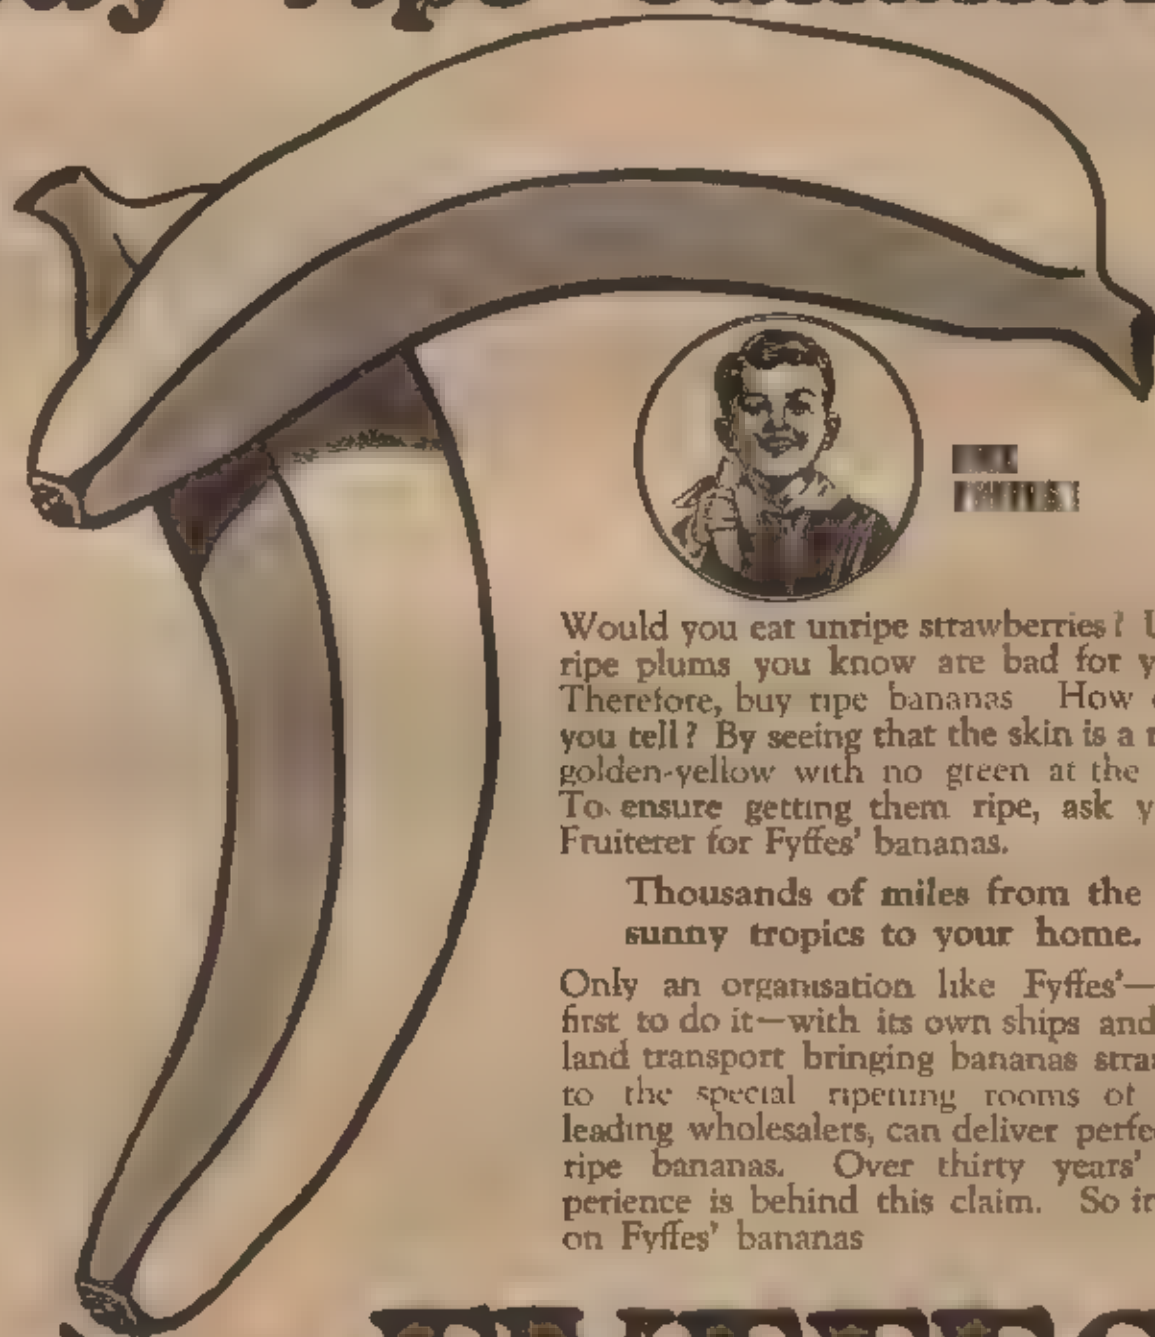 Would you eat unripe strawberries?
ripe plums you know are bad for
Therefore, buy ripe bananas How
you tell? By seeing that the skin is a
golden-yellow with no green at the
To ensure getting them ripe, ask
Fruiterer for Fyffes' bananas.
Thousands of miles from the
sunny tropics to your home.
Only an organisation like Fyffes'—
first to do it—with its own ships and
land transport bringing bananas
to the special ripening rooms of
leading wholesalers, can deliver
ripe bananas. Over thirty years'
perience is behind this claim. So
on Fyffes' bananas